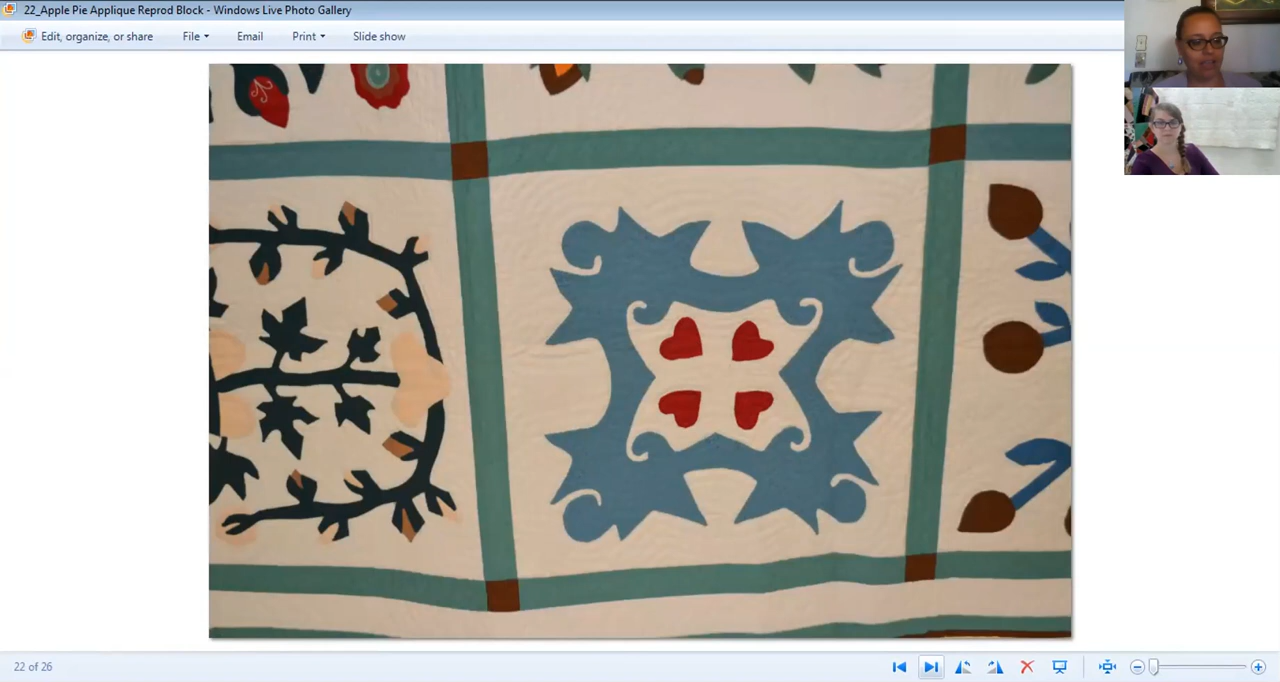 22_Apple Pie Applique Reprod Block - Windows Live Photo Gallery
Edit, organize, or share File Email Print Slide show
22 of 26